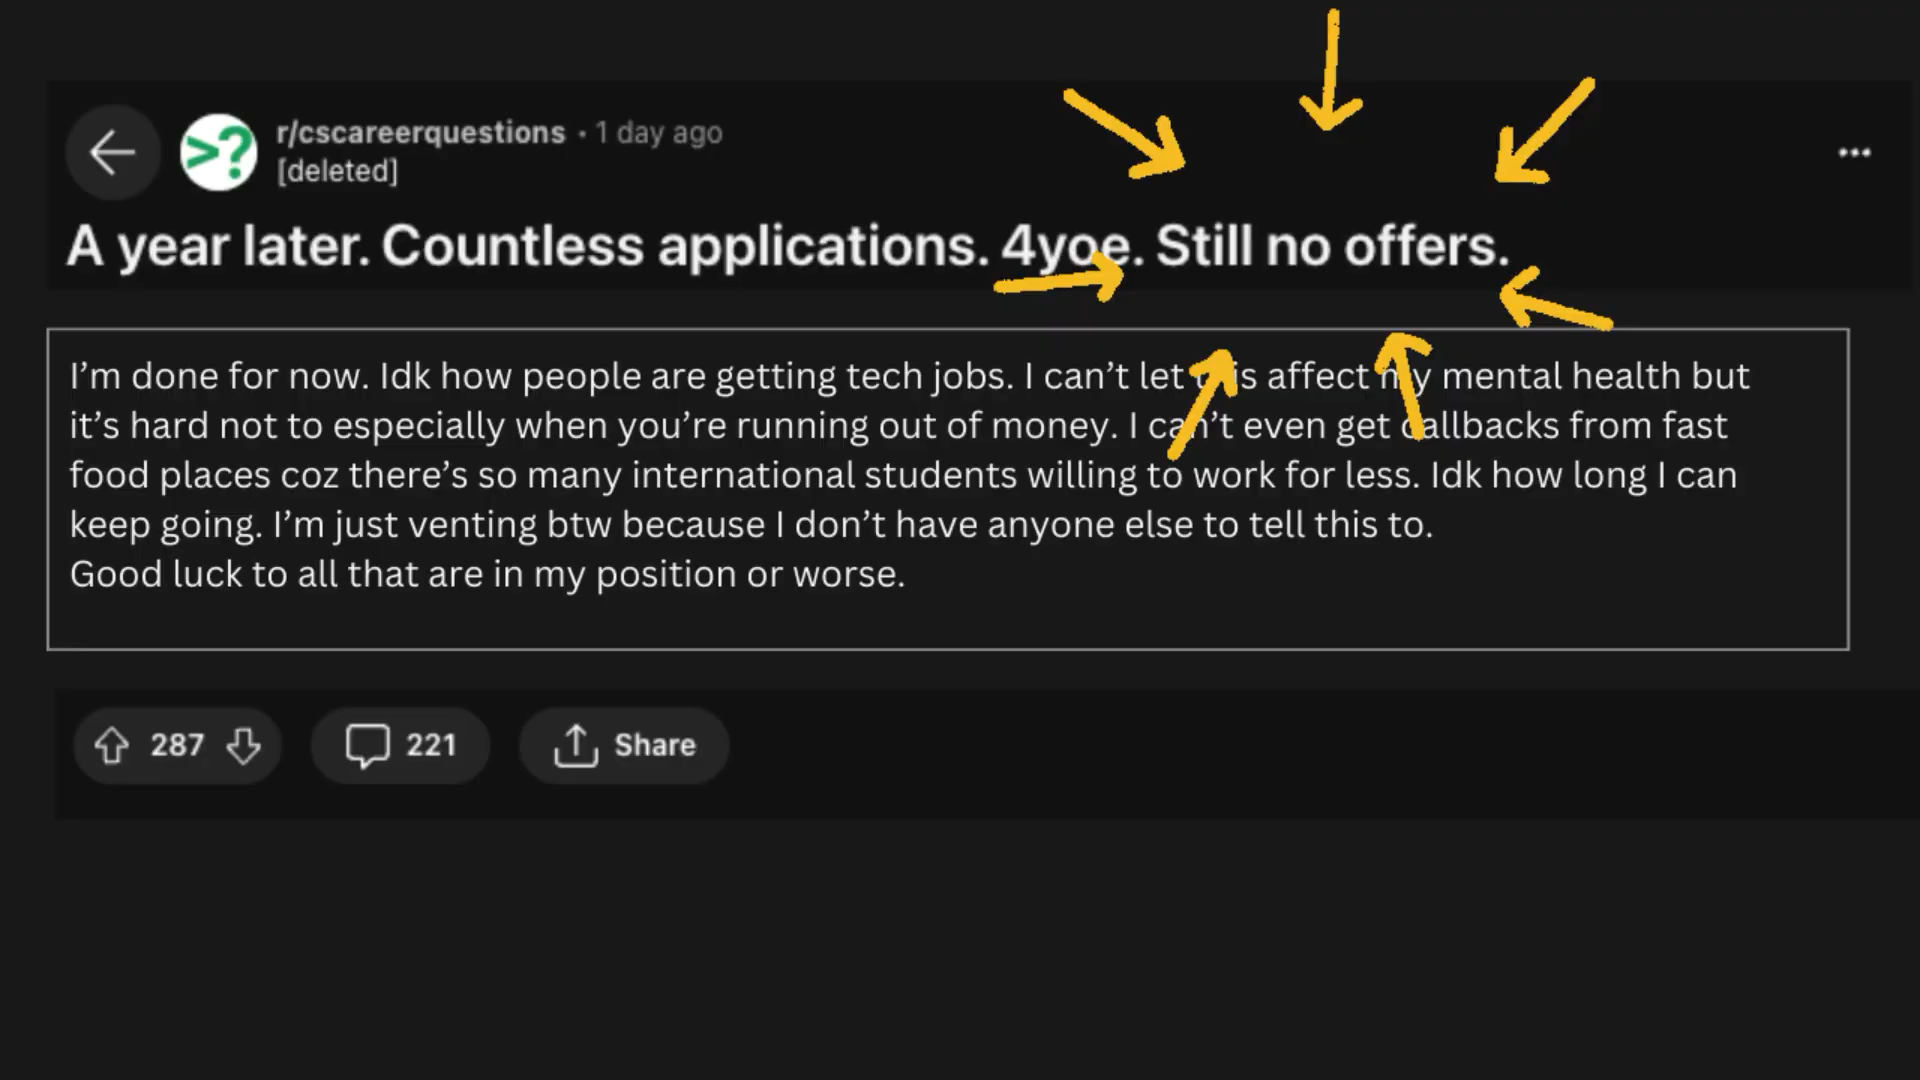 r/cscareerquestions • 1 day ago
[deleted]
A year later. Countless applications. 4yoe. Still no offers.
I’m done for now. Idk how people are getting tech jobs. I can’t let this affect my mental health but
it’s hard not to especially when you’re running out of money. I can’t even get callbacks from fast
food places coz there’s so many international students willing to work for less. Idk how long I can
keep going. I’m just venting btw because I don’t have anyone else to tell this to.
Good luck to all that are in my position or worse.
287 221 Share